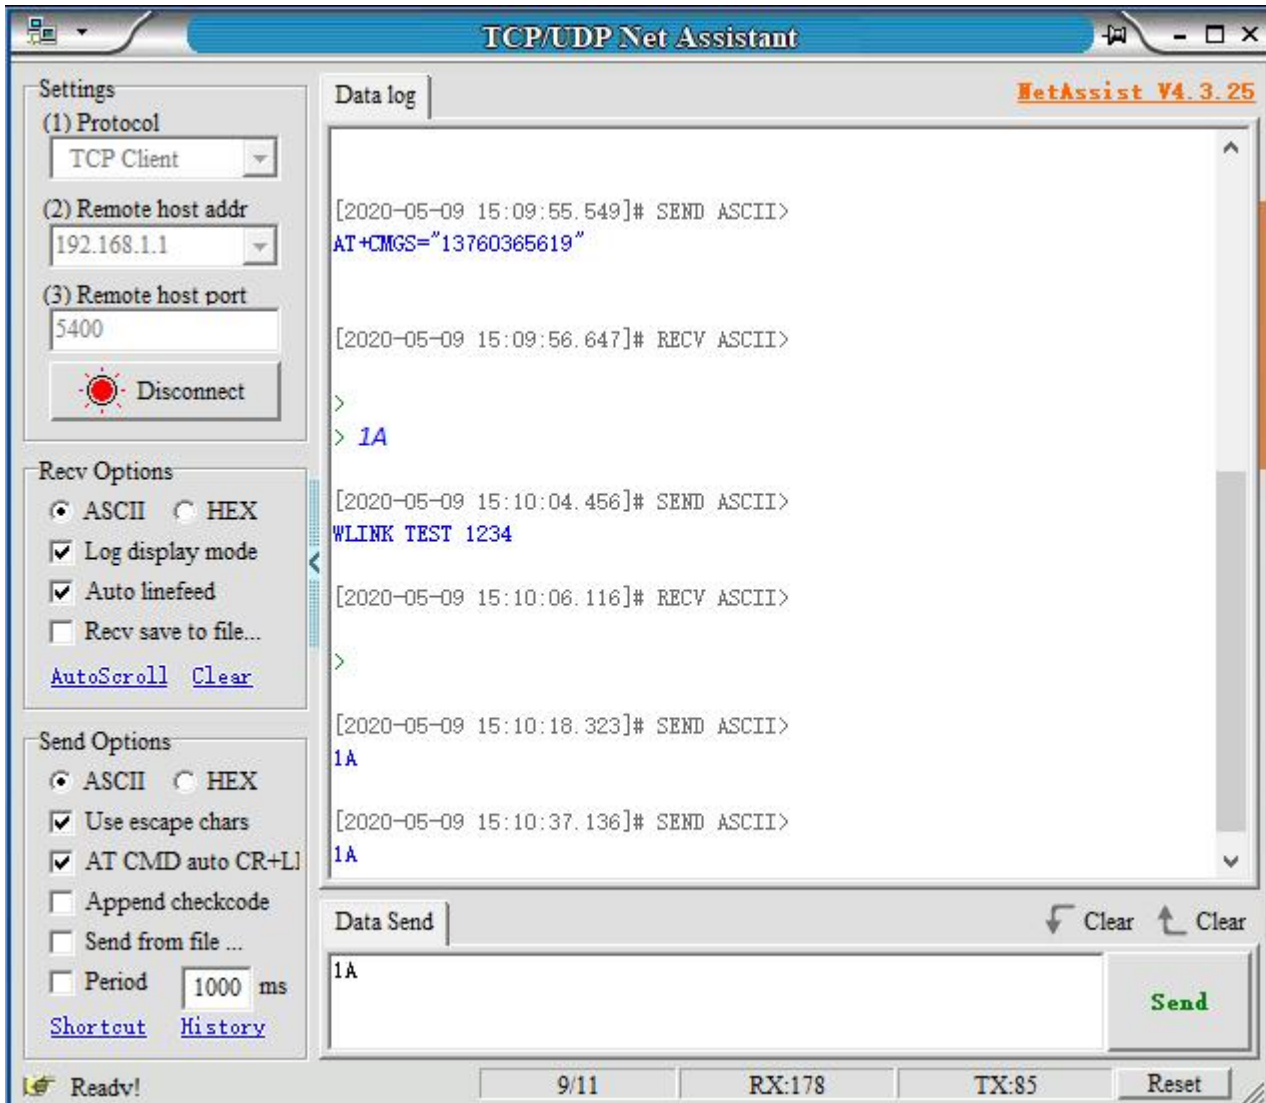 TCP/UDP Net Assistant
Settings
(1) Protocol
TCP Client
(2) Remote host addr
192.168.1.1
(3) Remote host port
5400
Disconnect
Recv Options
ASCII HEX
Log display mode
Auto linefeed
Recv save to file...
AutoScroll Clear
Send Options
ASCII HEX
Use escape chars
AT CMD auto CR+LI
Append checkcode
Send from file ...
Period 1000 ms
Shortcut History
Data log
NetAssist V4.3.25
[2020-05-09 15:09:55.549]# SEND ASCII>
AT+CMGS="13760365619"
[2020-05-09 15:09:56.647]# RECV ASCII>
>
> 1A
[2020-05-09 15:10:04.456]# SEND ASCII>
WLINK TEST 1234
[2020-05-09 15:10:06.116]# RECV ASCII>
>
[2020-05-09 15:10:18.323]# SEND ASCII>
1A
[2020-05-09 15:10:37.136]# SEND ASCII>
1A
Data Send
Clear Clear
1A
Send
Ready!
9/11
RX:178
TX:85
Reset